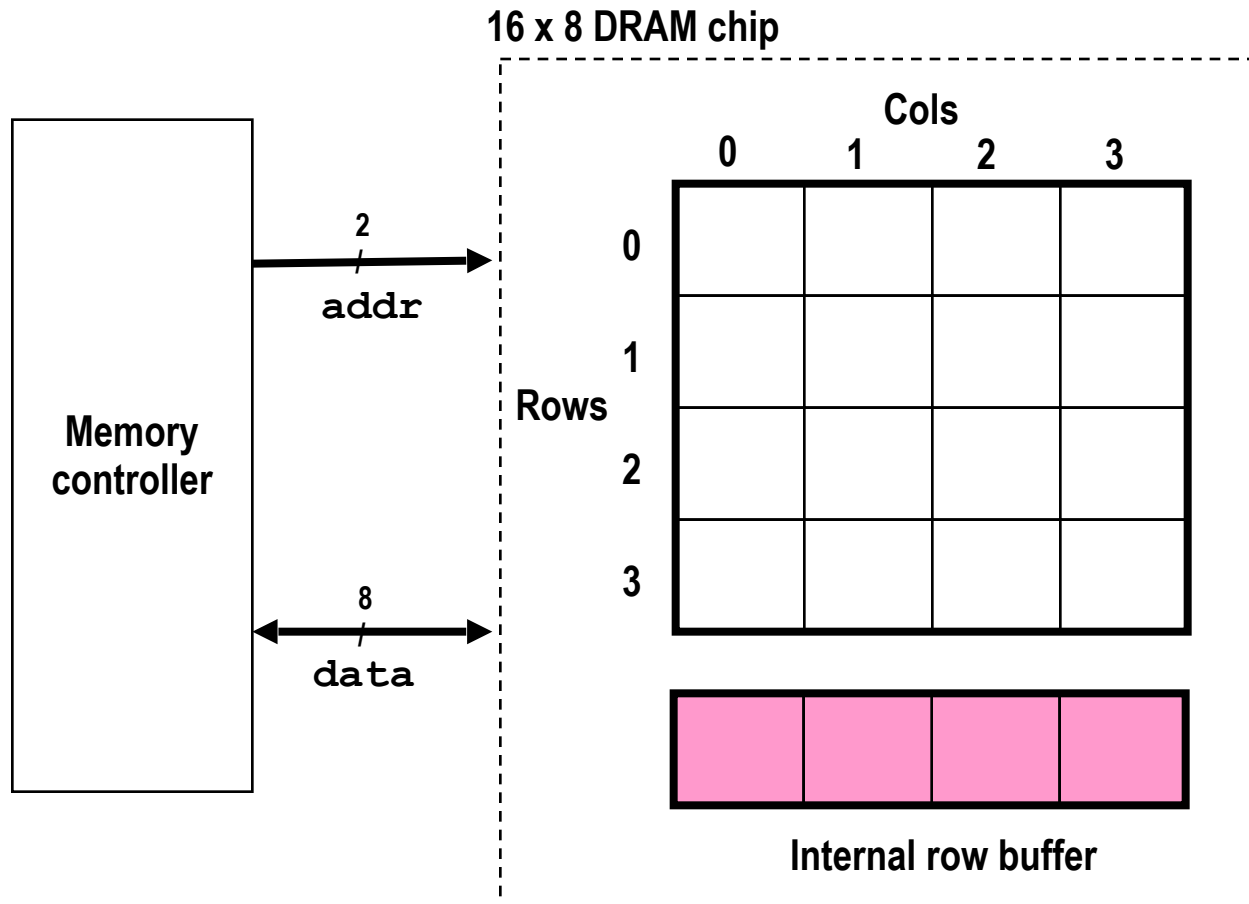 16 x 8 DRAM chip
Cols
0 1 2 3
2
addr
0
1
Rows
2
3
Memory
controller
8
data
Internal row buffer